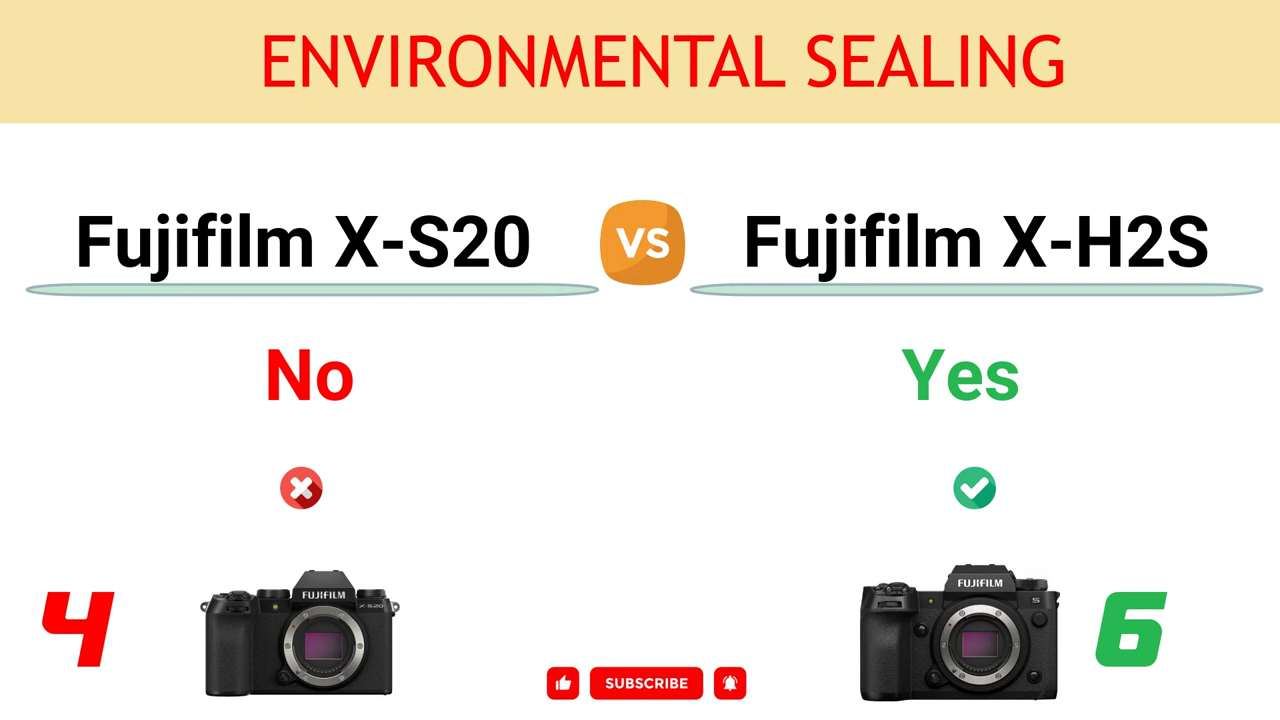 ENVIRONMENTAL SEALING
Fujifilm X-S20
VS
Fujifilm X-H2S
No
Yes
4
FUJIFILM
X-S20
FUJIFILM
S
6
SUBSCRIBE